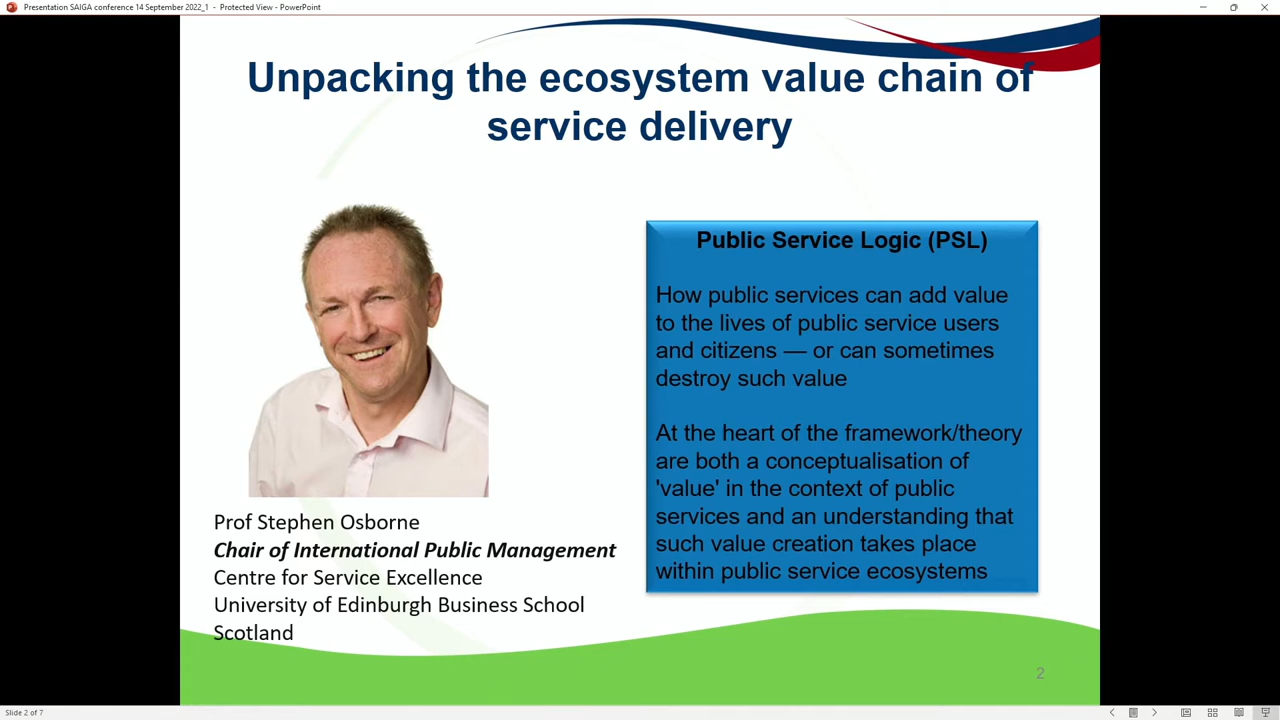 Presentation SAIGA conference 14 September 2022_1 - Protected View - PowerPoint
Unpacking the ecosystem value chain of
service delivery
Public Service Logic (PSL)
How public services can add value
to the lives of public service users
and citizens — or can sometimes
destroy such value
At the heart of the framework/theory
are both a conceptualisation of
'value' in the context of public
services and an understanding that
such value creation takes place
within public service ecosystems
Prof Stephen Osborne
Chair of International Public Management
Centre for Service Excellence
University of Edinburgh Business School
Scotland
2
Slide 2 of 7